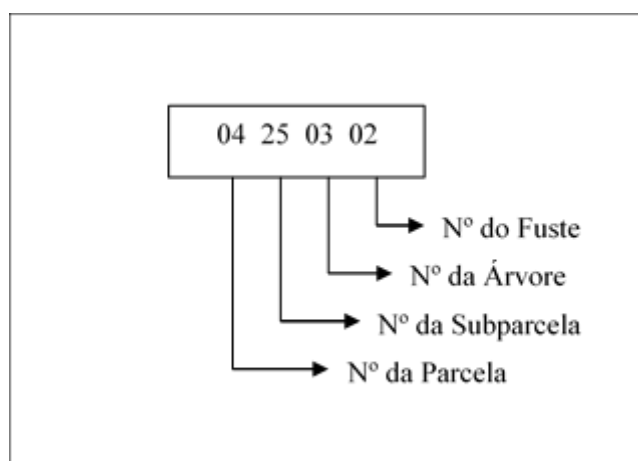 04 25 03 02
Nº do Fuste
Nº da Árvore
Nº da Subparcela
Nº da Parcela